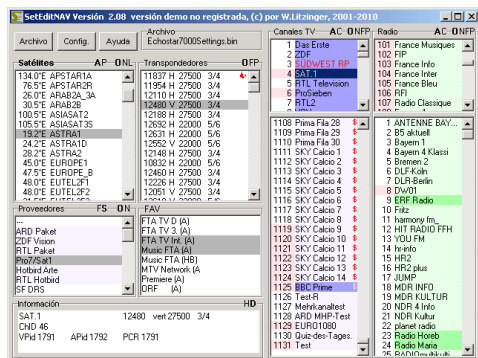 SetEditNAV Versión 2.08 versión demo no registrada, (c) por W.Litzinger, 2001-2010
Archivo
Config.
Ayuda
Archivo
Echostar7000Settings.bin
Satélites AP ONL
134.0°E APSTAR1A
76.5°E APSTAR2R
26.0°E ARAB2A_3A
30.5°E ARAB2B
100.5°E ASIASAT2
105.5°E ASIASAT3S
19.2°E ASTRA1
24.2°E ASTRA1D
28.2°E ASTRA2
45.0°E EUROPE1
47.5°E EUROPE_B
48.0°E EUTEL2F1
48.0°E EUTEL2F2
Transpondedores OFP
11837 H 27500 3/4
11954 H 27500 3/4
12110 H 27500 3/4
12480 V 27500 3/4
12188 H 27500 3/4
12692 H 22000 5/6
12631 H 22000 5/6
12552 V 22000 5/6
12148 H 27500 3/4
10832 H 22000 5/6
12460 H 27500 3/4
12226 H 27500 3/4
12051 V 27500 3/4
Proveedores FS ON
---
ARD Paket
ZDF Vision
RTL Paket
Pro7/Sat1
Hotbird Arte
RTL Hotbird
SF DRS
FAV
FTA TV D (A)
FTA TV 3. (A)
FTA TV Int. (A)
Music FTA (A)
Music FTA (HB)
MTV Network (A
Premiere (A)
ORF (A)
Información HD
SAT.1 12480 vert 27500 3/4
ChID 46
VPid 1791 APid 1792 PCR 1791
Canales TV AC ONFP
1 Das Erste
2 ZDF
3 SÜDWEST RP
4 SAT.1
5 RTL Television
6 ProSieben
7 RTL2
1108 Prima Fila 28 $
1109 Prima Fila 29 $
1110 Prima Fila 30 $
1111 SKY Calcio 1 $
1112 SKY Calcio 2 $
1113 SKY Calcio 3 $
1114 SKY Calcio 4 $
1115 SKY Calcio 5 $
1116 SKY Calcio 6 $
1117 SKY Calcio 7 $
1118 SKY Calcio 8 $
1119 SKY Calcio 9 $
1120 SKY Calcio 10 $
1121 SKY Calcio 11 $
1122 SKY Calcio 12 $
1123 SKY Calcio 13 $
1124 SKY Calcio 14 $
1125 BBC Prime $
1126 Test-R
1127 Mehrkanaltest
1128 ARD MHP-Test
1129 EURO1080
1130 Quiz-des-Tages.
1131 Test
Radio AC ONFP
101 France Musiques
102 FIP
103 France Info
104 France Inter
105 France Bleu
106 RFI
107 Radio Classique
1 ANTENNE BAY...
2 B5 aktuell
3 Bayern 1
4 Bayern 4 Klassi
5 Bremen 2
6 DLF-Köln
7 DLR-Berlin
8 DW01
9 ERF Radio
10 Fritz
11 harmony fm_
12 HIT RADIO FFH
13 YOU FM
14 hr-info
15 HR2
16 HR2 plus
17 JUMP
18 MDR INFO
19 MDR KULTUR
20 NDR 4 Info
21 NDR Kultur
22 planet radio
23 Radio Horeb
24 Radio Maria
25 RADIOmultikulti